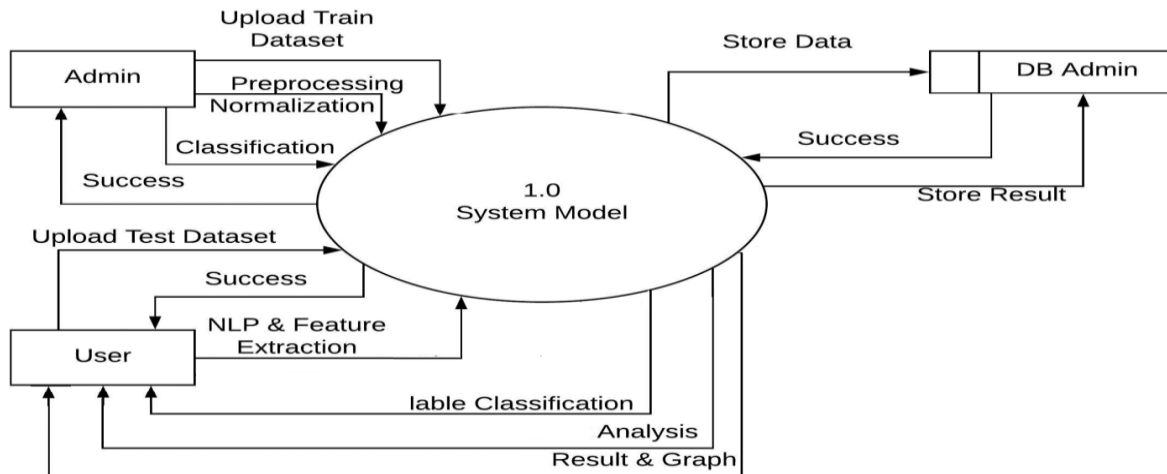 Upload Train
Dataset
Store Data
Admin
DB Admin
Preprocessing
Normalization
Classification
Success
Success
1.0
System Model
Store Result
Upload Test Dataset
Success
NLP & Feature
Extraction
User
lable Classification
Analysis
Result & Graph